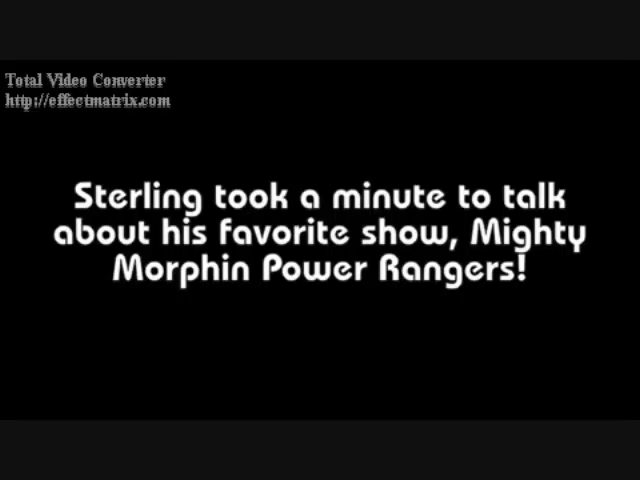 Total Video Converter
http://effectmatrix.com
Sterling took a minute to talk
about his favorite show, Mighty
Morphin Power Rangers!